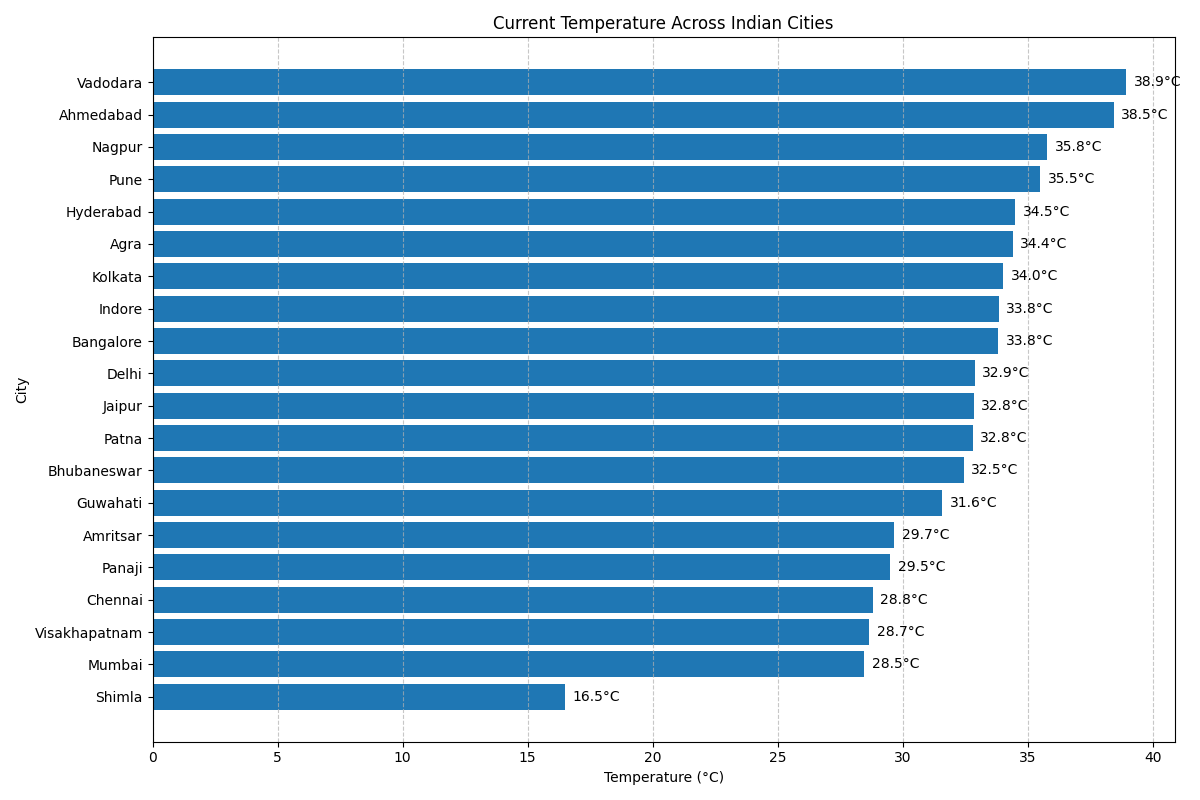 Current Temperature Across Indian Cities
City
Vadodara 38.9°C
Ahmedabad 38.5°C
Nagpur 35.8°C
Pune 35.5°C
Hyderabad 34.5°C
Agra 34.4°C
Kolkata 34.0°C
Indore 33.8°C
Bangalore 33.8°C
Delhi 32.9°C
Jaipur 32.8°C
Patna 32.8°C
Bhubaneswar 32.5°C
Guwahati 31.6°C
Amritsar 29.7°C
Panaji 29.5°C
Chennai 28.8°C
Visakhapatnam 28.7°C
Mumbai 28.5°C
Shimla 16.5°C
0 5 10 15 20 25 30 35 40
Temperature (°C)